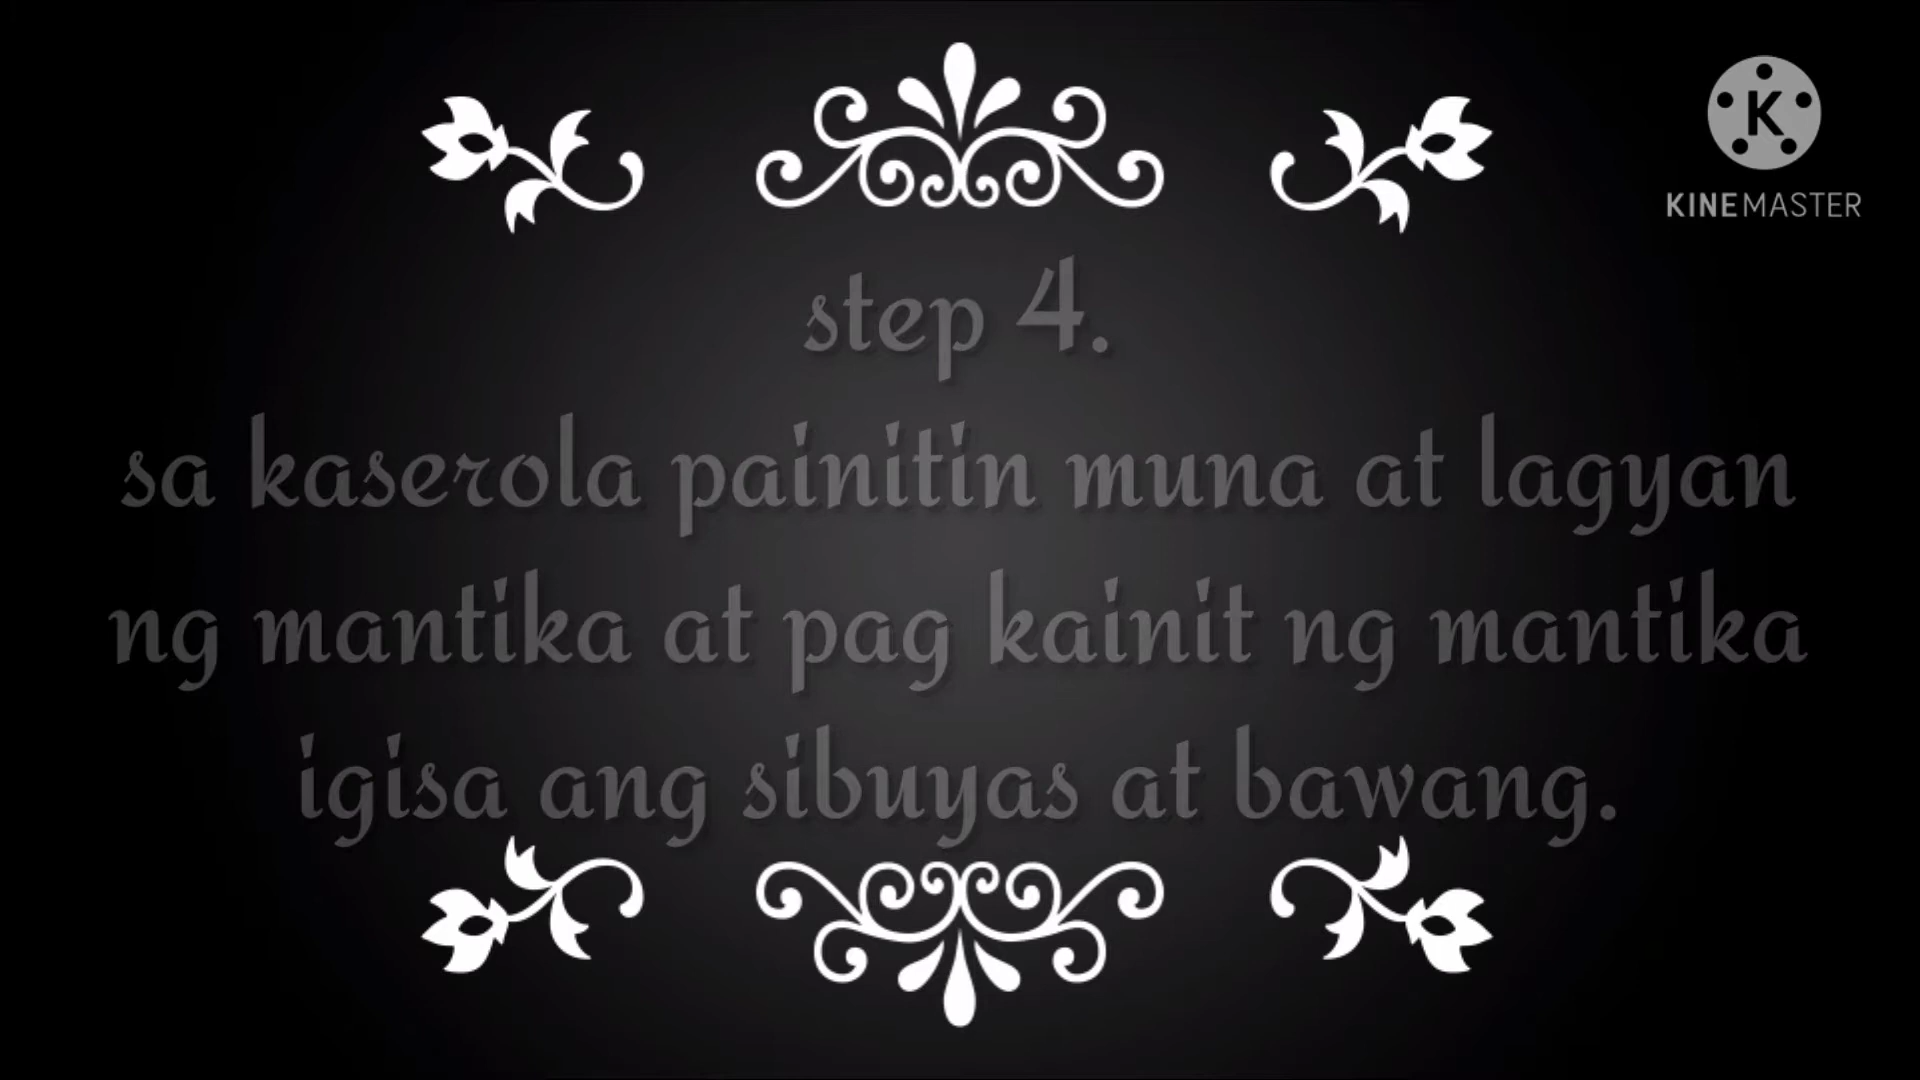 K
KINEMASTER
step 4.
sa kaserola painitin muna at lagyan
ng mantika at pag kainit ng mantika
igisa ang sibuyas at bawang.